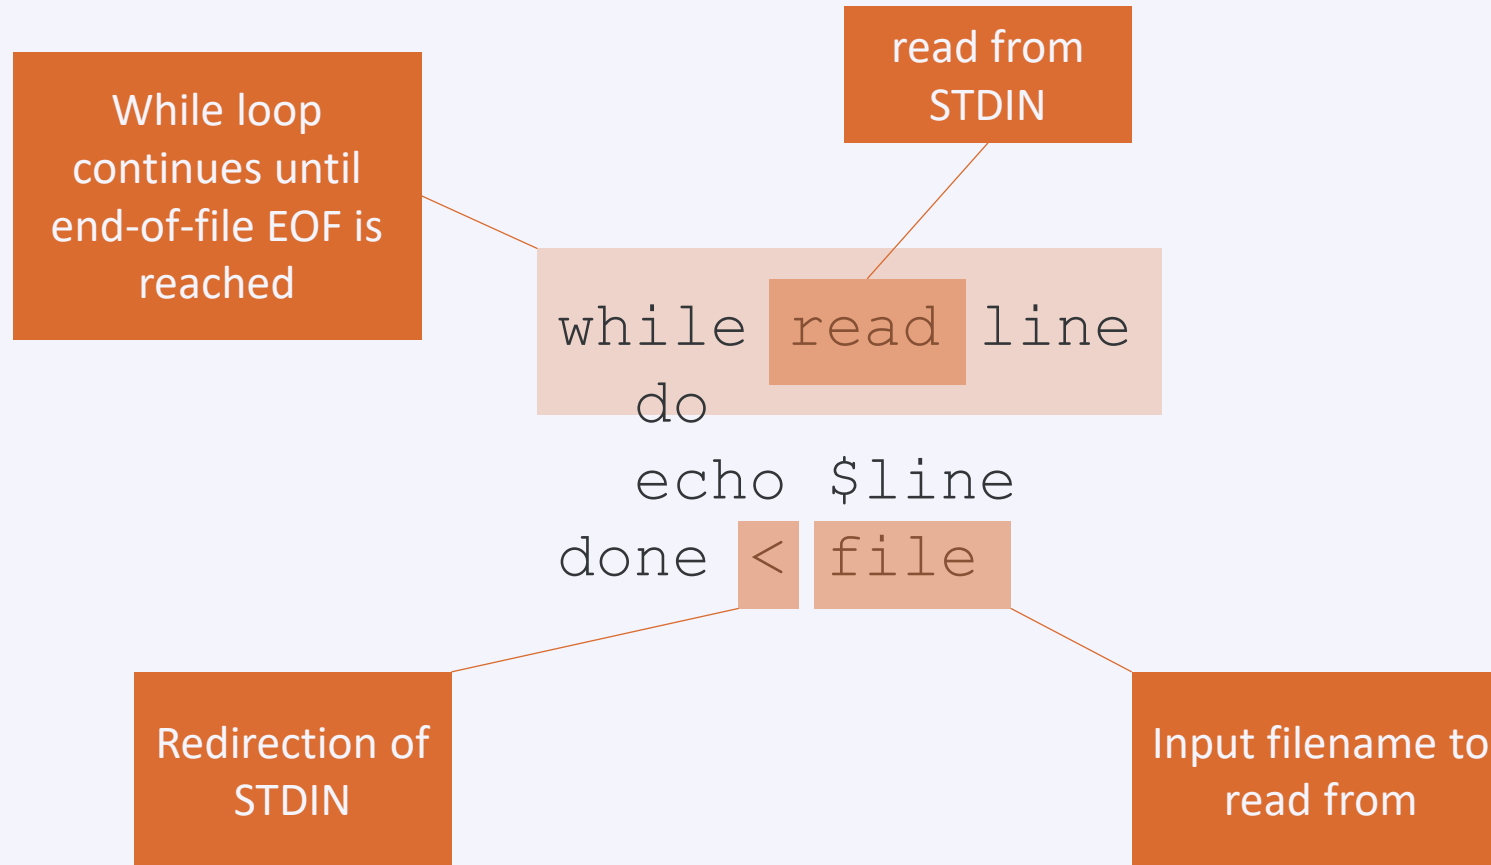 While loop
continues until
end-of-file EOF is
reached
read from
STDIN
while read line
do
echo $line
done < file
Redirection of
STDIN
Input filename to
read from